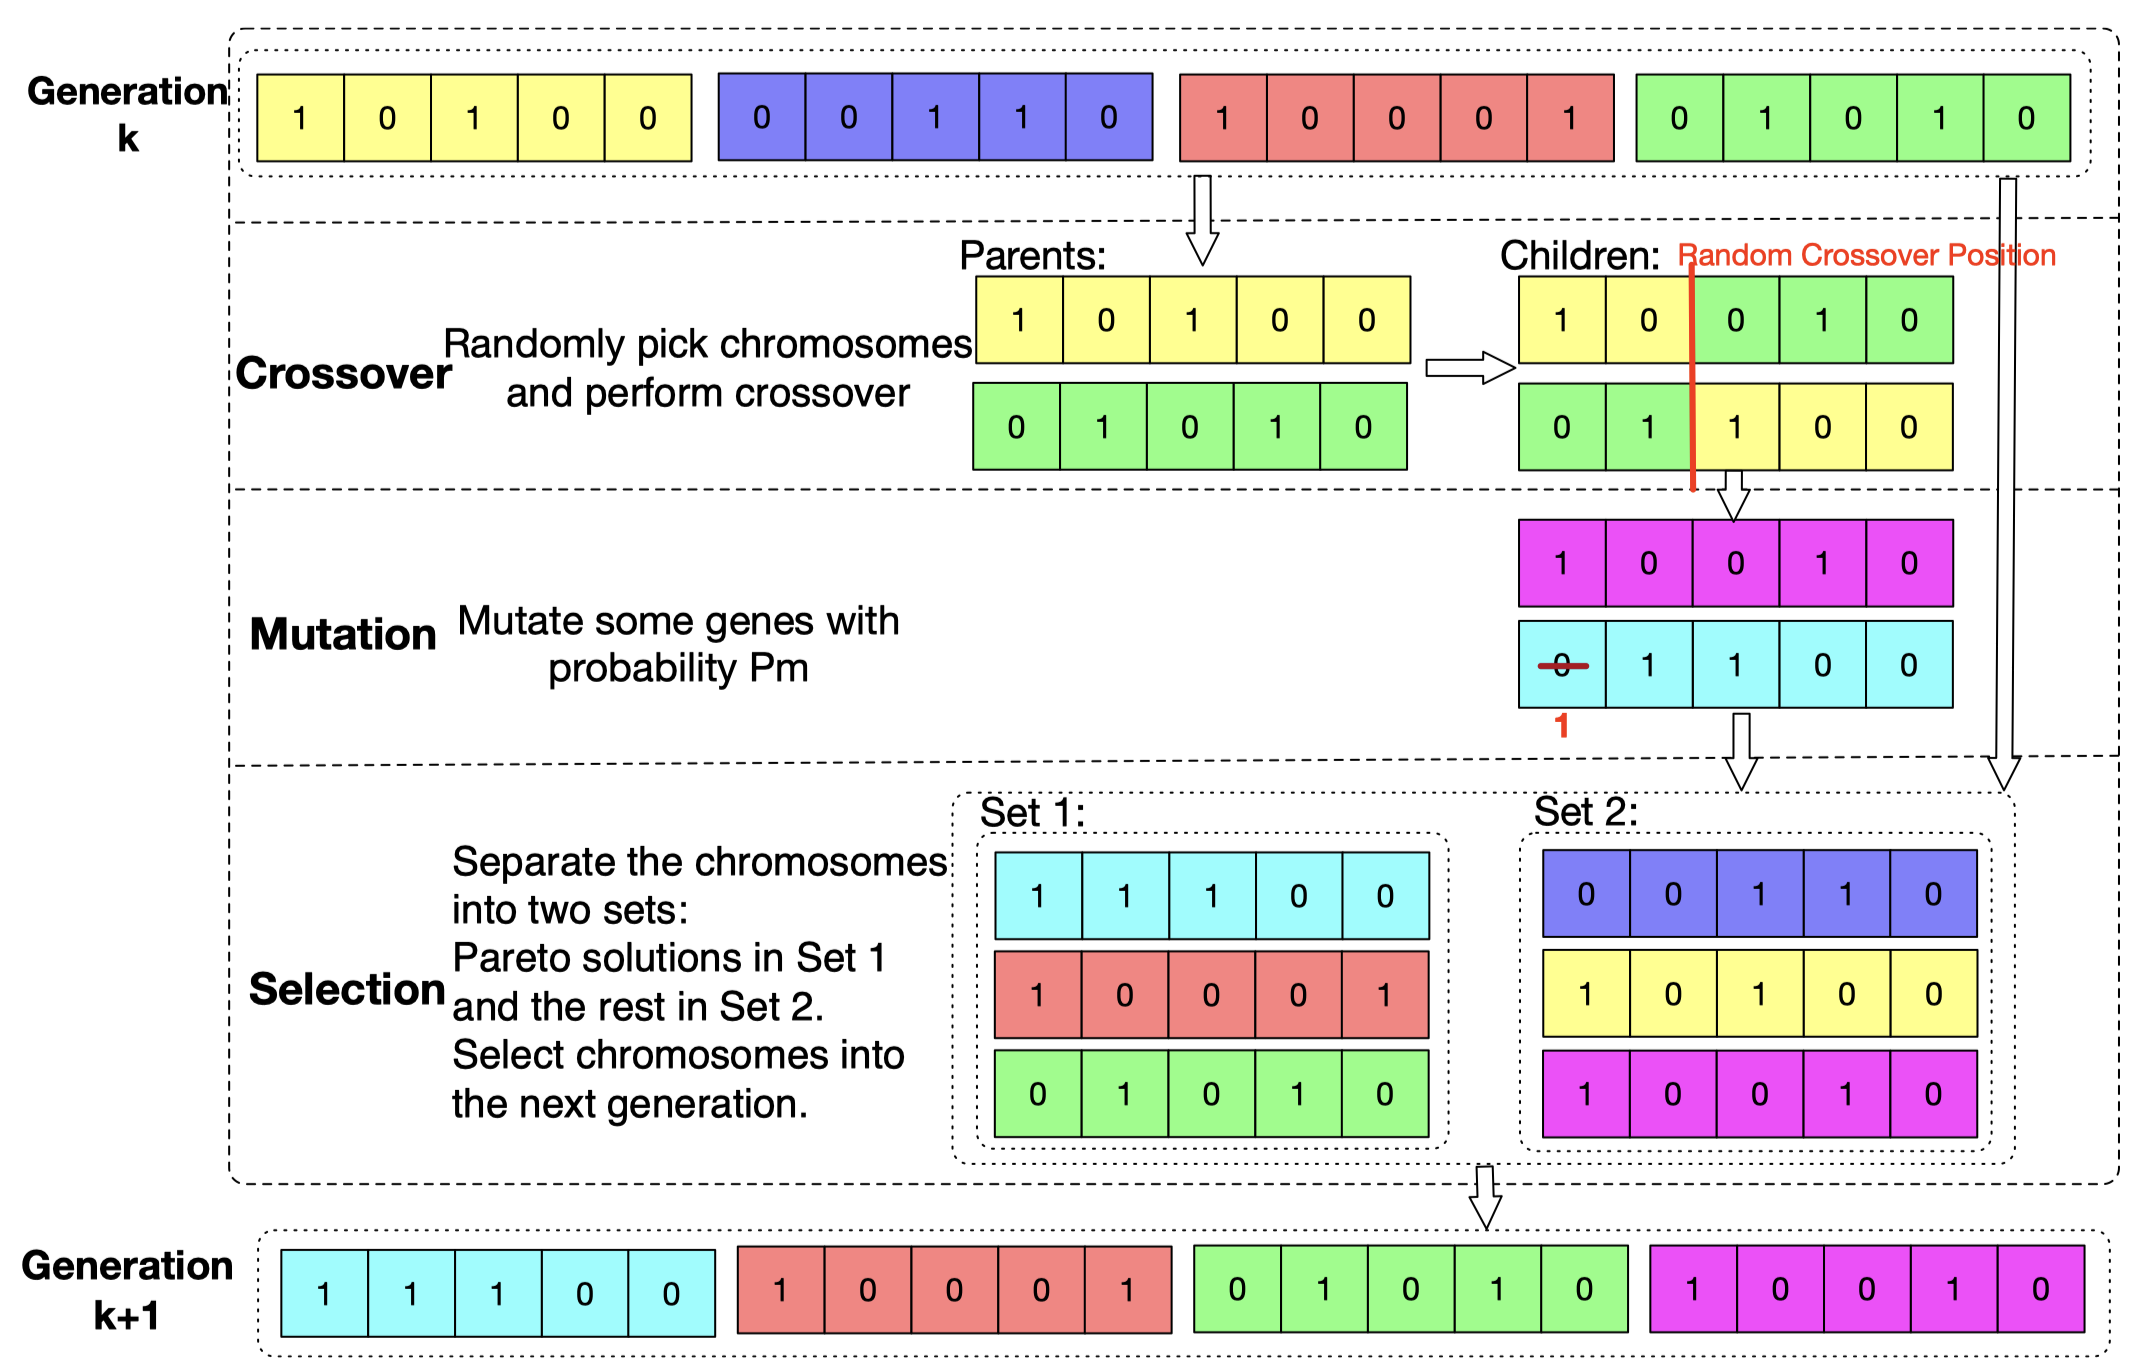 Generation
k
1 0 1 0 0 0 0 1 1 0 1 0 0 0 1 0 1 0 1 0
Parents:
Children: Random Crossover Position
Crossover
Randomly pick chromosomes
and perform crossover
1 0 1 0 0
0 1 0 1 0
1 0 0 1 0
0 1 1 0 0
Mutation
Mutate some genes with
probability Pm
1 0 0 1 0
0 1 1 0 0
1
Selection
Separate the chromosomes
into two sets:
Pareto solutions in Set 1
and the rest in Set 2.
Select chromosomes into
the next generation.
Set 1:
1 1 1 0 0
1 0 0 0 1
0 1 0 1 0
Set 2:
0 0 1 1 0
1 0 1 0 0
1 0 0 1 0
Generation
k+1
1 1 1 0 0 1 0 0 0 1 0 1 0 1 0 1 0 0 1 0